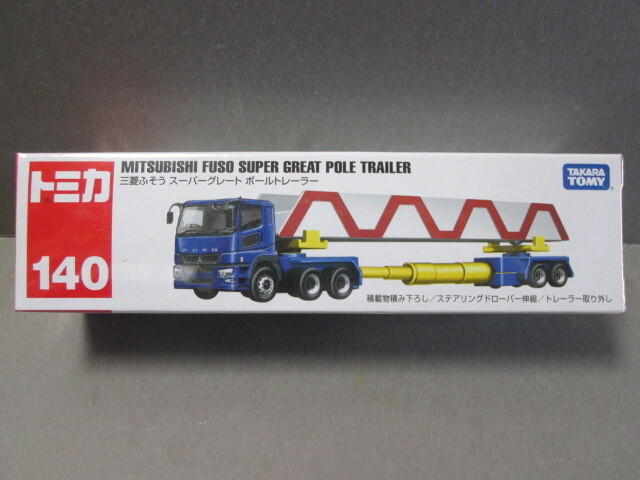 トミカ
140
MITSUBISHI FUSO SUPER GREAT POLE TRAILER
三菱ふそう スーパーグレート ポールトレーラー
TAKARA
TOMY
FUSO
積載物積み下ろし/ステアリングドローバー伸縮/トレーラー取り外し